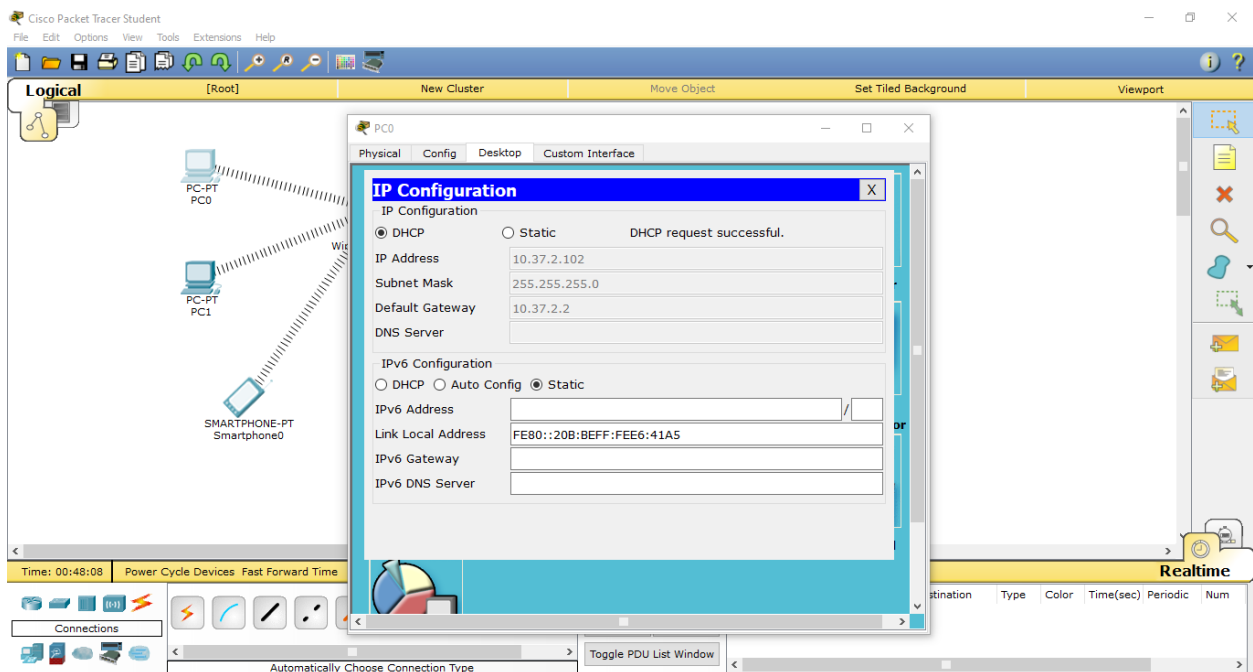 Cisco Packet Tracer Student
File Edit Options View Tools Extensions Help
Logical [Root] New Cluster Move Object Set Tiled Background Viewport
PC0
Physical Config Desktop Custom Interface
IP Configuration X
IP Configuration
DHCP Static DHCP request successful.
IP Address 10.37.2.102
Subnet Mask 255.255.255.0
Default Gateway 10.37.2.2
DNS Server
IPv6 Configuration
DHCP Auto Config Static
IPv6 Address /
Link Local Address FE80::20B:BEFF:FEE6:41A5
IPv6 Gateway
IPv6 DNS Server
PC-PT
PC0
PC-PT
PC1
SMARTPHONE-PT
Smartphone0
Time: 00:48:08 Power Cycle Devices Fast Forward Time Realtime
Connections
Automatically Choose Connection Type
Toggle PDU List Window
Type Color Time(sec) Periodic Num